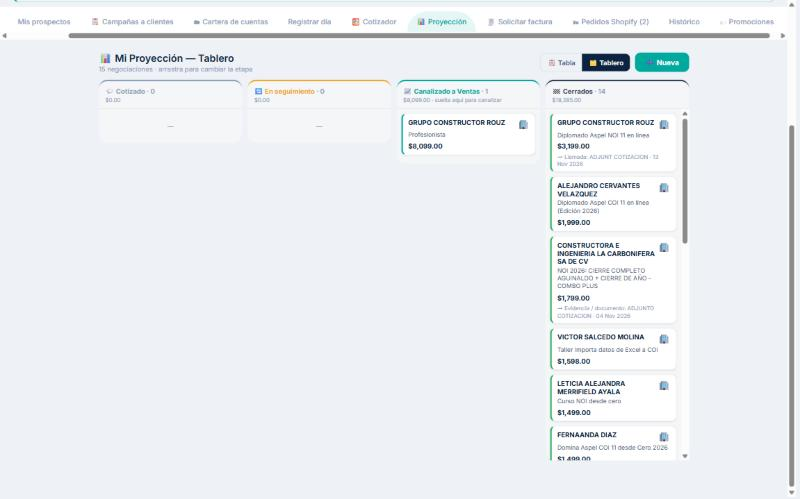 Mis prospectos
Campañas a clientes
Cartera de cuentas
Registrar día
Cotizador
Proyección
Solicitar factura
Pedidos Shopify (2)
Histórico
Promociones
Mi Proyección — Tablero
15 negociaciones · arrastra para cambiar la etapa
Tabla
Tablero
Nueva
Cotizado · 0
$0.00
—
En seguimiento · 0
$0.00
—
Canalizado a Ventas · 1
$8,099.00 · suelta aquí para canalizar
GRUPO CONSTRUCTOR ROUZ
Profesionista
$8,099.00
Cerrados · 14
GRUPO CONSTRUCTOR ROUZ
Diplomado Aspel NOI 11 en línea
$3,199.00
→ Llamada: ADJUNT COTIZACION · 13
Nov 2026
ALEJANDRO CERVANTES
VELAZQUEZ
Diplomado Aspel COI 11 en línea
(Edición 2026)
$1,999.00
CONSTRUCTORA E
INGENIERIA LA CARBONIFERA
SA DE CV
NOI 2026: CIERRE COMPLETO
AGUINALDO + CIERRE DE AÑO -
COMBO PLUS
$1,799.00
→ Evidencia / documento: ADJUNTO
COTIZACION · 04 Nov 2026
VICTOR SALCEDO MOLINA
Taller Importa datos de Excel a COI
$1,598.00
LETICIA ALEJANDRA
MERRIFIELD AYALA
Curso NOI desde cero
$1,499.00
FERNAANDA DIAZ
Domina Aspel COI 11 desde Cero 2026
$1,499.00